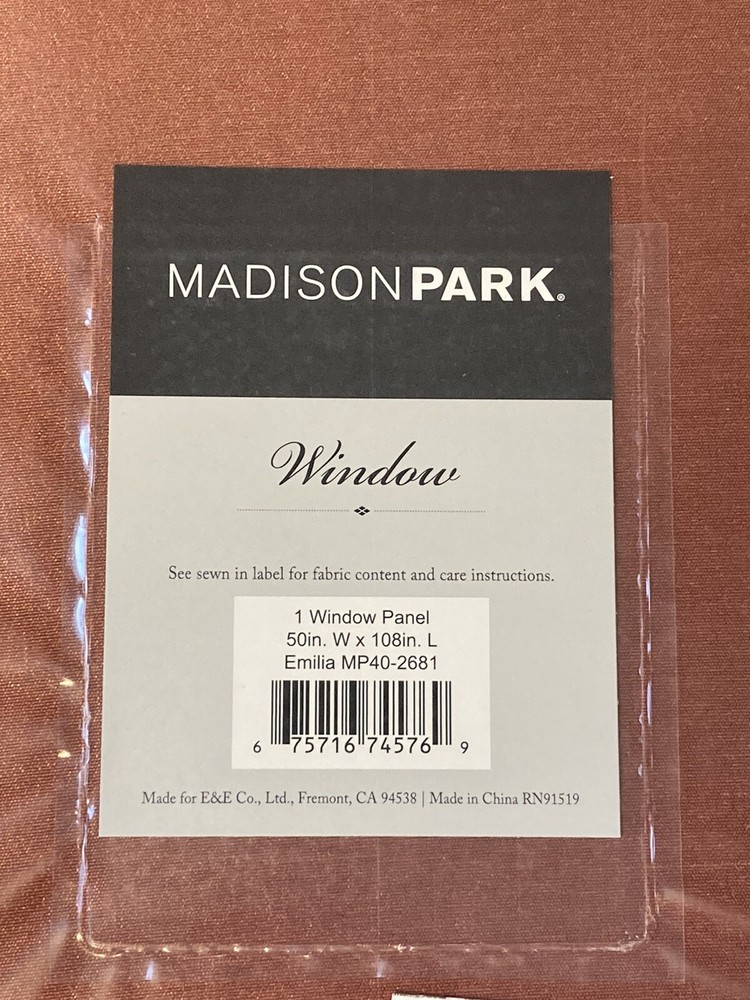 MADISONPARK®
Window
See sewn in label for fabric content and care instructions.
1 Window Panel
50in. W x 108in. L
Emilia MP40-2681
6 75716 74576 9
Made for E&E Co., Ltd., Fremont, CA 94538 | Made in China RN91519